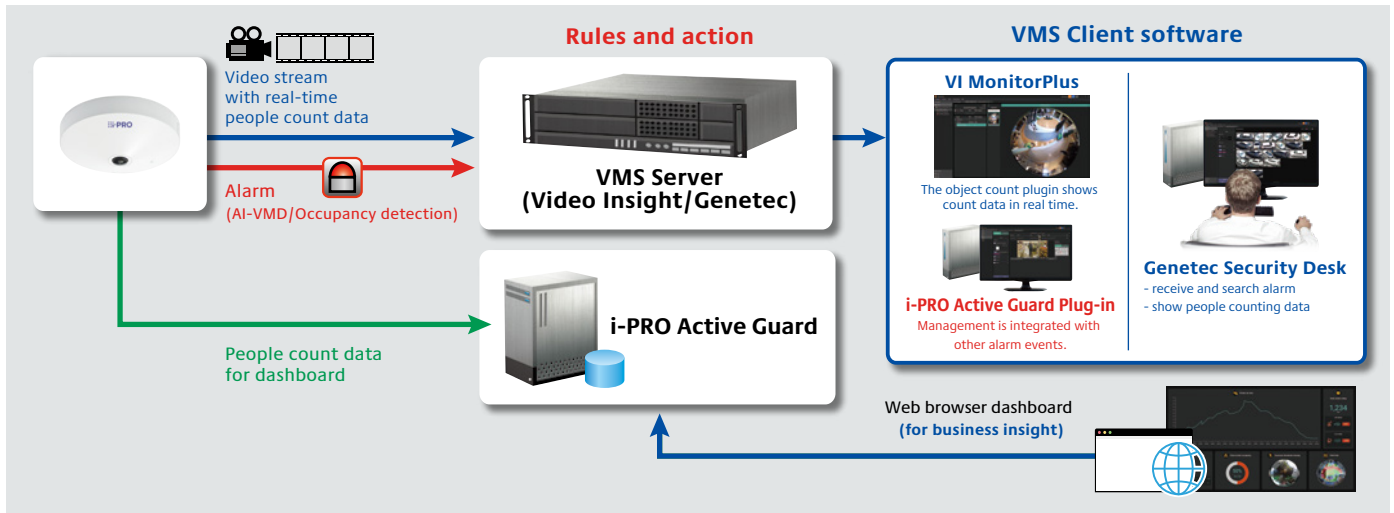 i-PRO
Video stream
with real-time
people count data
Alarm
(AI-VMD/Occupancy detection)
People count data
for dashboard
Rules and action
VMS Server
(Video Insight/Genetec)
i-PRO Active Guard
VMS Client software
VI MonitorPlus
The object count plugin shows
count data in real time.
i-PRO Active Guard Plug-in
Management is integrated with
other alarm events.
Genetec Security Desk
- receive and search alarm
- show people counting data
Web browser dashboard
(for business insight)
1,234